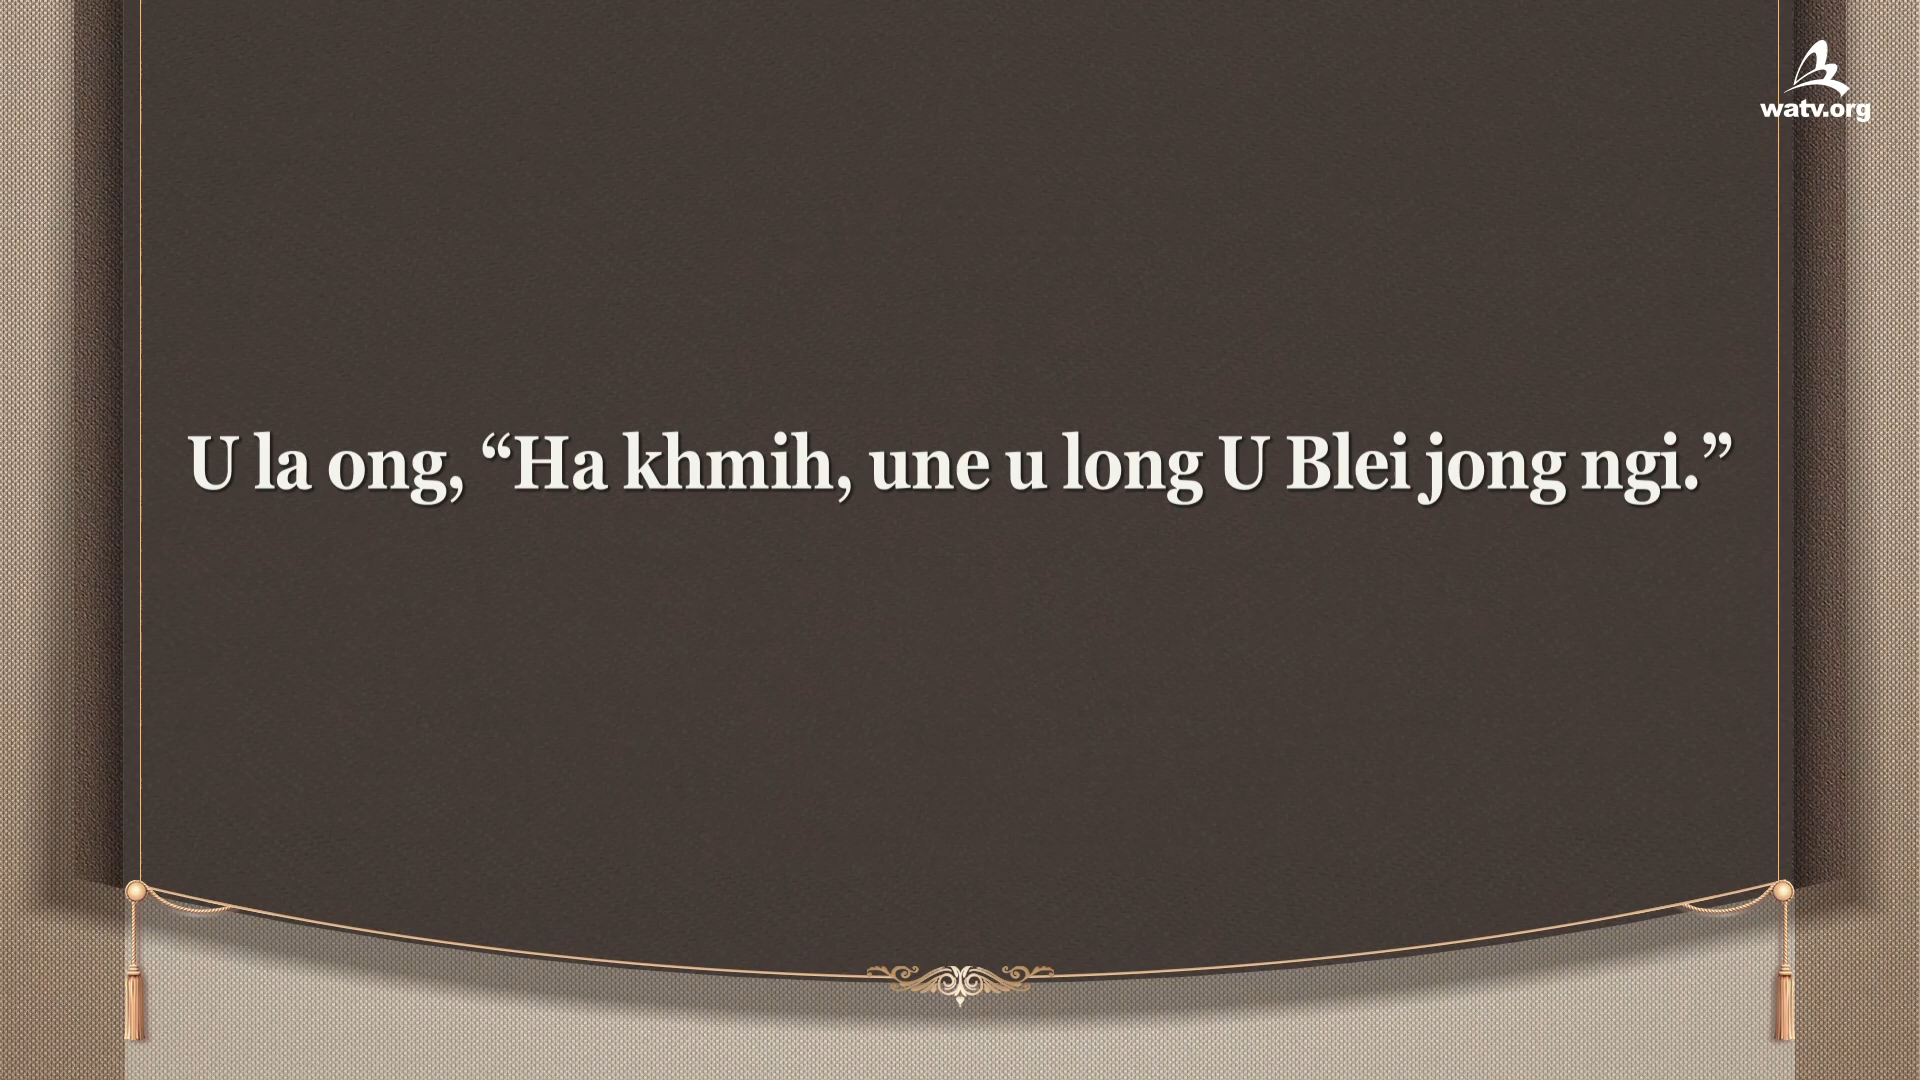 watv.org
U la ong, “Ha khmih, une u long U Blei jong ngi.”